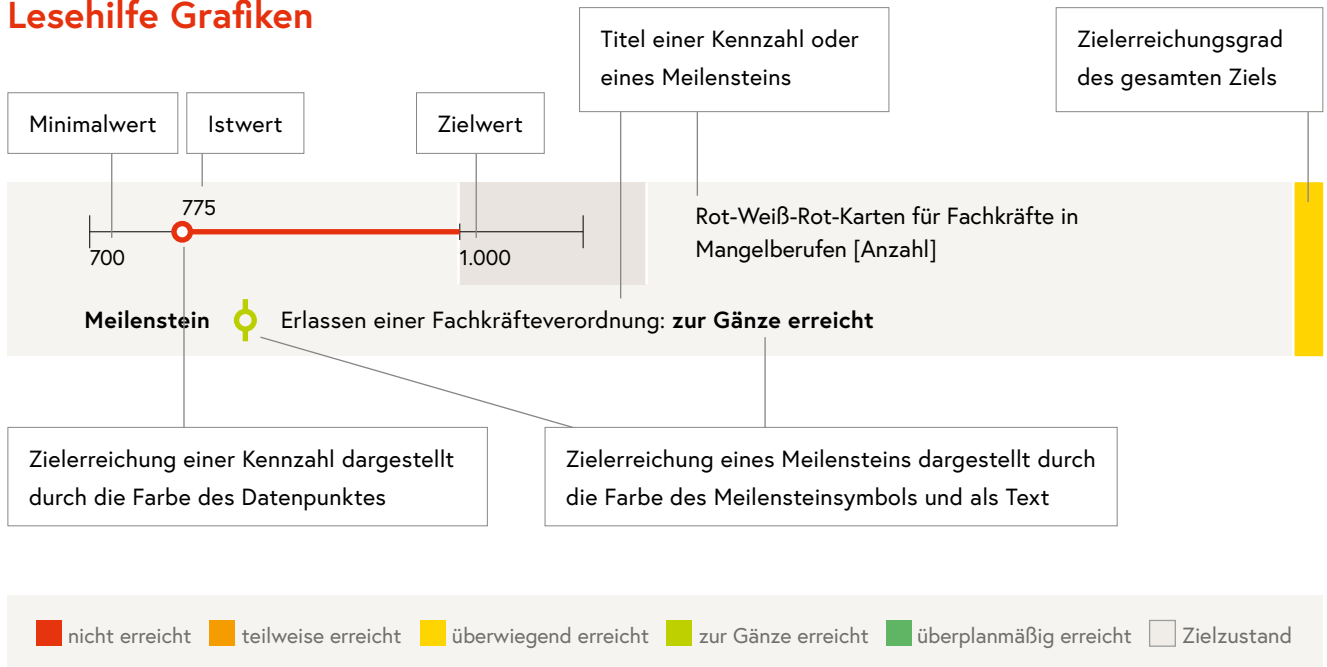 Lesehilfe Grafiken
Titel einer Kennzahl oder
eines Meilensteins
Zielerreichungsgrad
des gesamten Ziels
Minimalwert
Istwert
Zielwert
775
700
1.000
Rot-Weiß-Rot-Karten für Fachkräfte in
Mangelberufen [Anzahl]
Meilenstein Erlassen einer Fachkräfteverordnung: zur Gänze erreicht
Zielerreichung einer Kennzahl dargestellt
durch die Farbe des Datenpunktes
Zielerreichung eines Meilensteins dargestellt durch
die Farbe des Meilensteinsymbols und als Text
nicht erreicht teilweise erreicht überwiegend erreicht zur Gänze erreicht überplanmäßig erreicht Zielzustand